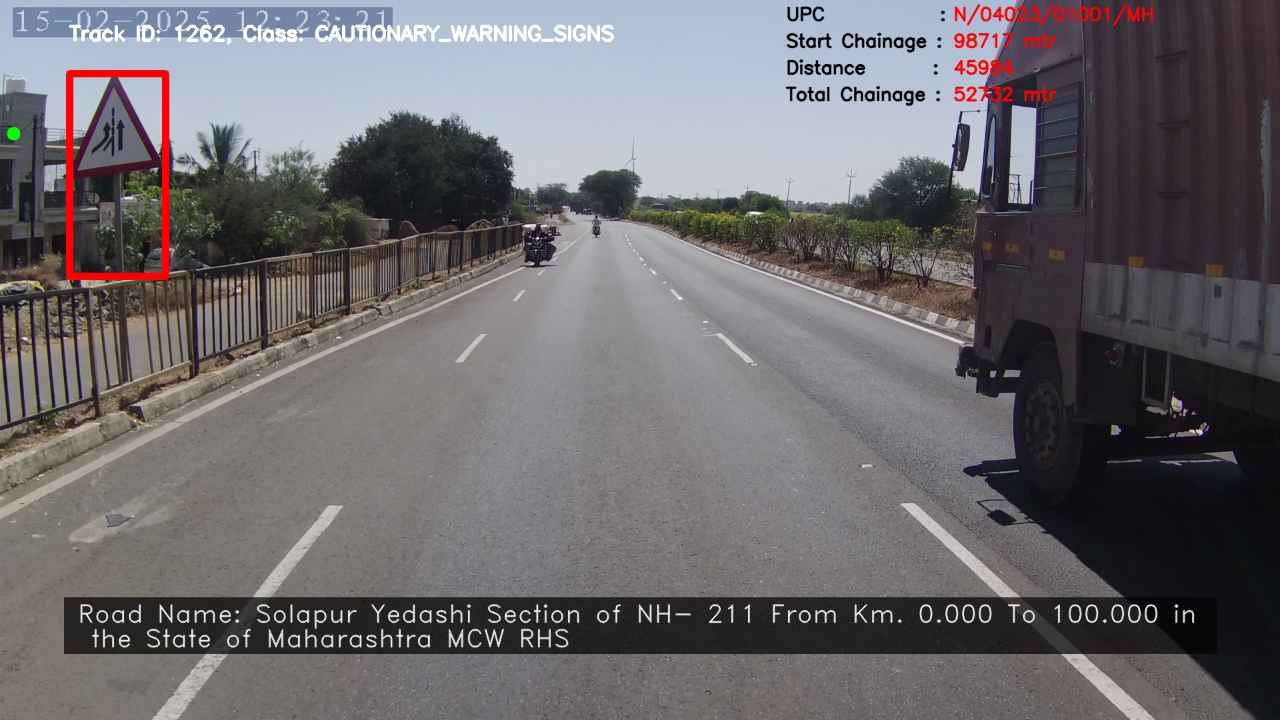 15-02-2025 12:23:21
Track ID: 1262, Class: CAUTIONARY_WARNING_SIGNS
UPC : N/04023/01001/MH
Start Chainage : 98717 mtr
Distance : 45984
Total Chainage : 52732 mtr
Road Name: Solapur Yedashi Section of NH- 211 From Km. 0.000 To 100.000 in
the State of Maharashtra MCW RHS